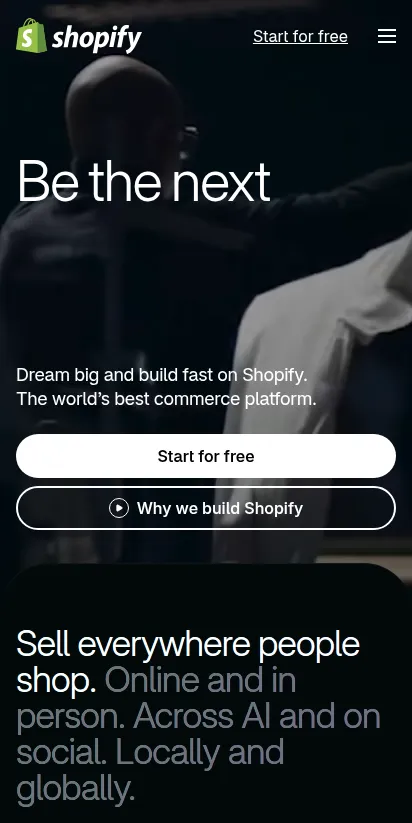 shopify
Start for free
Be the next
Dream big and build fast on Shopify.
The world’s best commerce platform.
Start for free
Why we build Shopify
Sell everywhere people
shop. Online and in
person. Across AI and on
social. Locally and
globally.